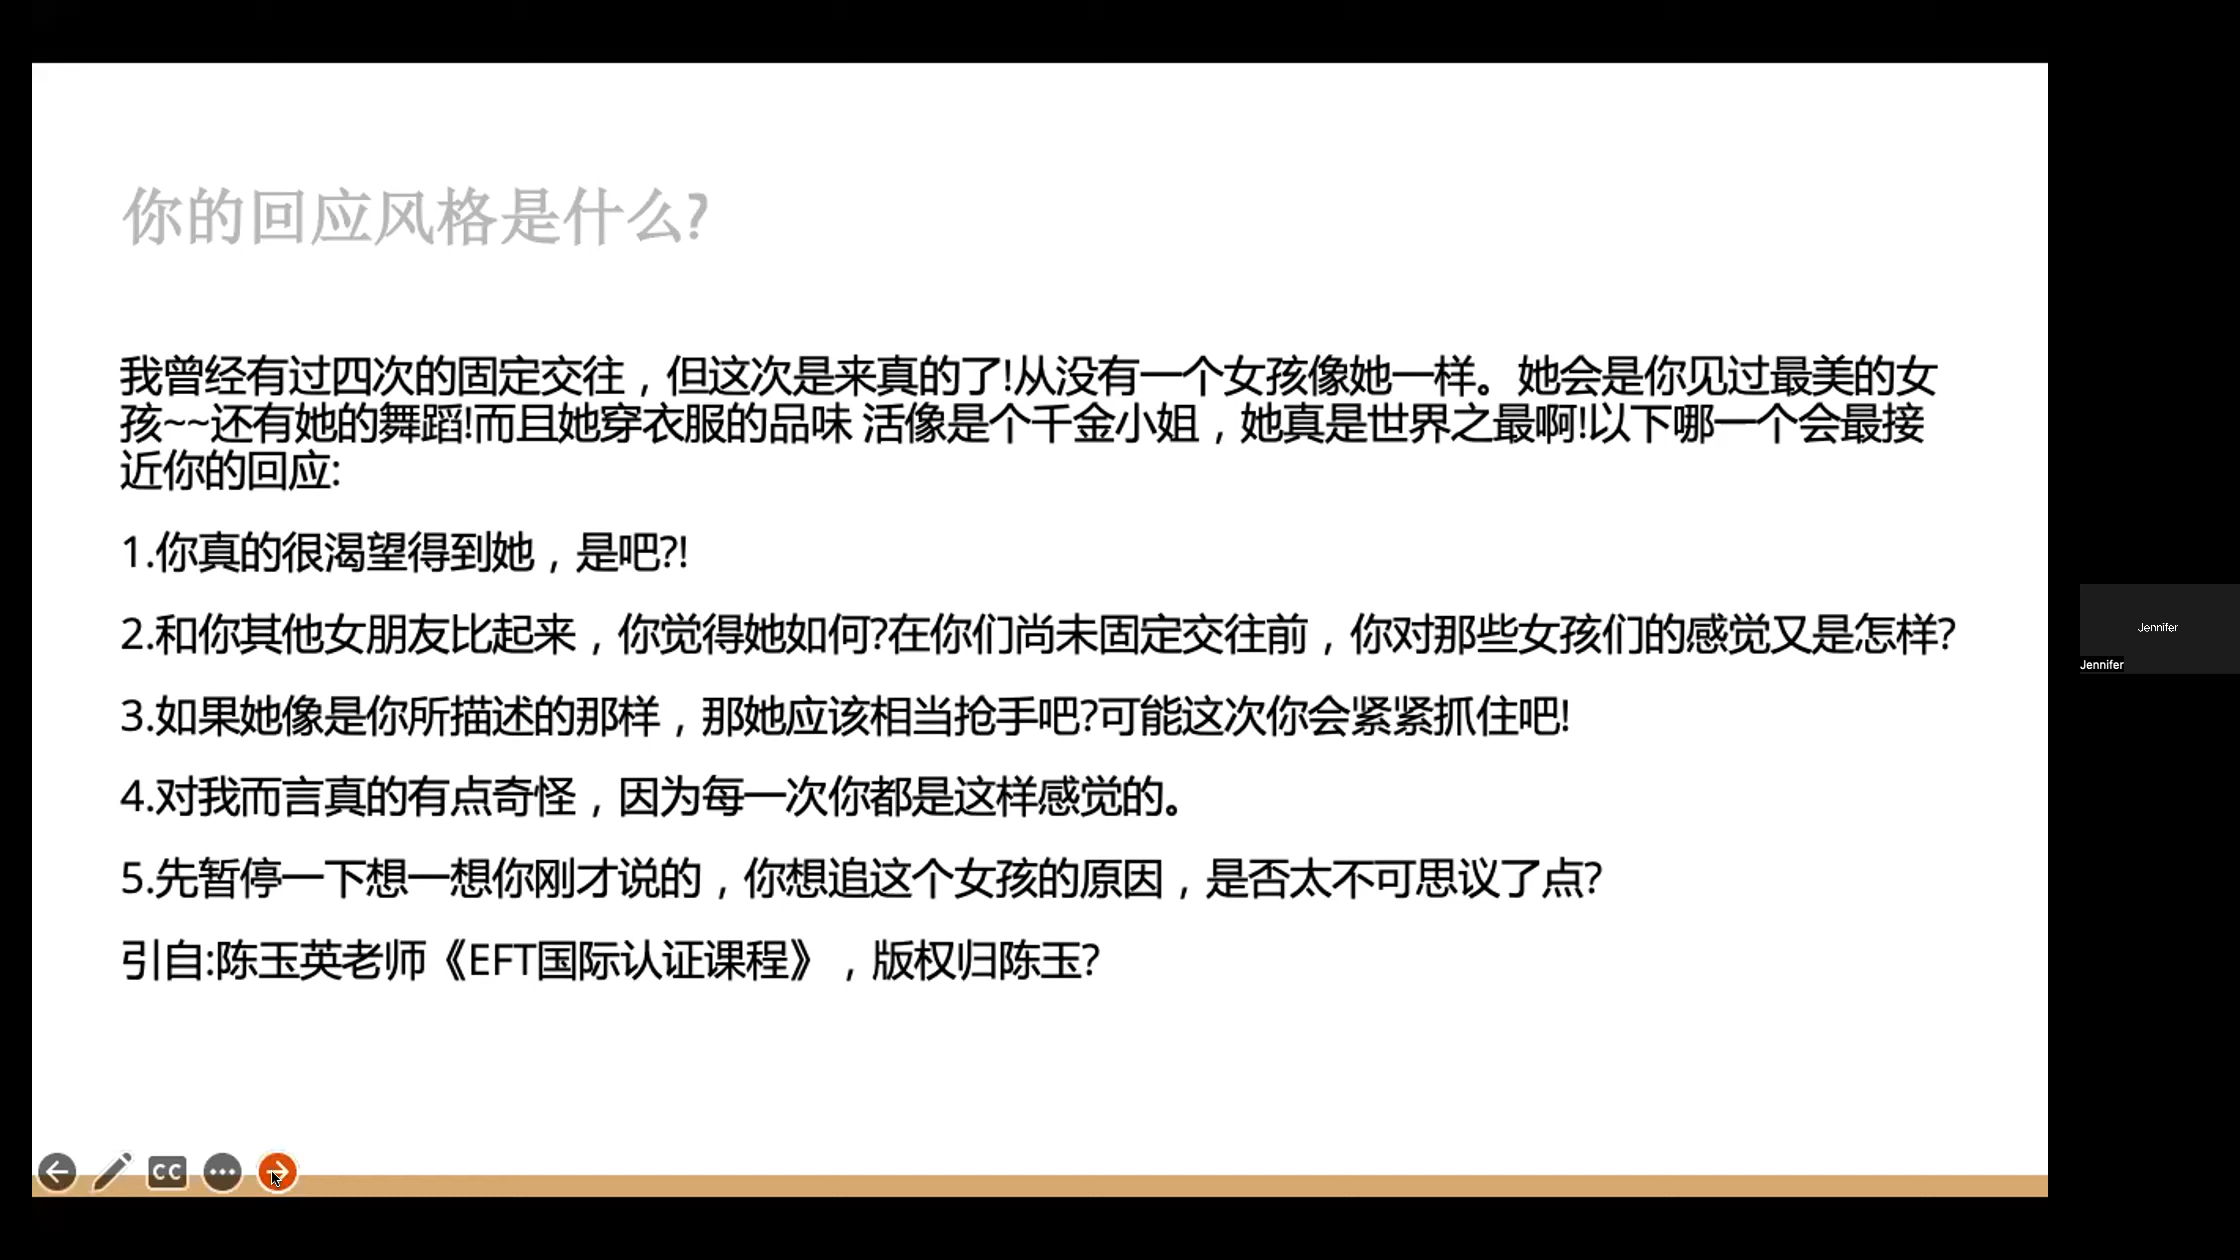 你的回应风格是什么?
我曾经有过四次的固定交往，但这次是来真的了!从没有一个女孩像她一样。她会是你见过最美的女
孩~~还有她的舞蹈!而且她穿衣服的品味 活像是个千金小姐，她真是世界之最啊!以下哪一个会最接
近你的回应:
1.你真的很渴望得到她，是吧?!
2.和你其他女朋友比起来，你觉得她如何?在你们尚未固定交往前，你对那些女孩们的感觉又是怎样?
3.如果她像是你所描述的那样，那她应该相当抢手吧?可能这次你会紧紧抓住吧!
4.对我而言真的有点奇怪，因为每一次你都是这样感觉的。
5.先暂停一下想一想你刚才说的，你想追这个女孩的原因，是否太不可思议了点?
引自:陈玉英老师《EFT国际认证课程》，版权归陈玉?
Jennifer
Jennifer
CC